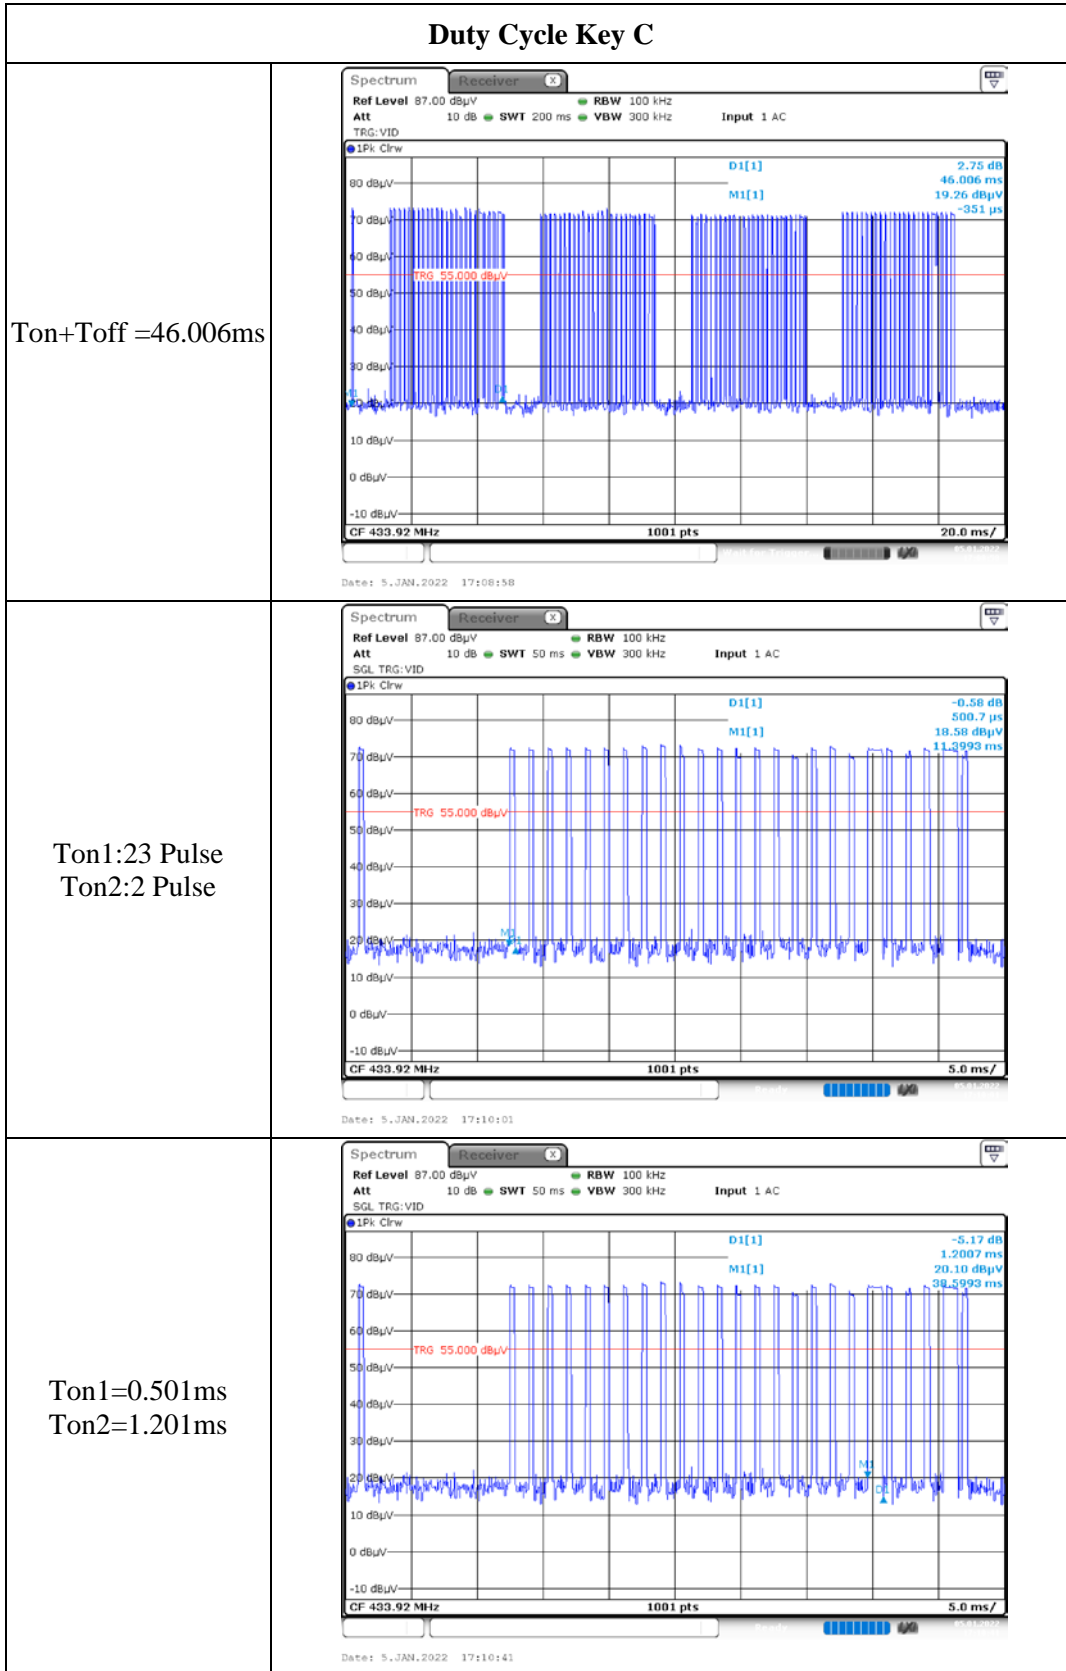 Duty Cycle Key C
Ton+Toff =46.006ms
Spectrum Receiver X
Ref Level 87.00 dBµV RBW 100 kHz
Att 10 dB SWT 200 ms VBW 300 kHz Input 1 AC
TRG:VID
1Pk Clrw
D1[1] 2.75 dB
46.006 ms
M1[1] 19.26 dBµV
-351 µs
80 dBµV
70 dBµV
60 dBµV
TRG 55.000 dBµV
50 dBµV
40 dBµV
30 dBµV
M1 D1
20 dBµV
10 dBµV
0 dBµV
-10 dBµV
CF 433.92 MHz 1001 pts 20.0 ms/
Date: 5.JAN.2022 17:08:58
Ton1:23 Pulse
Ton2:2 Pulse
Spectrum Receiver X
Ref Level 87.00 dBµV RBW 100 kHz
Att 10 dB SWT 50 ms VBW 300 kHz Input 1 AC
SGL TRG:VID
1Pk Clrw
D1[1] -0.58 dB
500.7 µs
M1[1] 18.58 dBµV
11.3993 ms
80 dBµV
70 dBµV
60 dBµV
TRG 55.000 dBµV
50 dBµV
40 dBµV
30 dBµV
M1
20 dBµV
10 dBµV
0 dBµV
-10 dBµV
CF 433.92 MHz 1001 pts 5.0 ms/
Date: 5.JAN.2022 17:10:01
Ton1=0.501ms
Ton2=1.201ms
Spectrum Receiver X
Ref Level 87.00 dBµV RBW 100 kHz
Att 10 dB SWT 50 ms VBW 300 kHz Input 1 AC
SGL TRG:VID
1Pk Clrw
D1[1] -5.17 dB
1.2007 ms
M1[1] 20.10 dBµV
38.5993 ms
80 dBµV
70 dBµV
60 dBµV
TRG 55.000 dBµV
50 dBµV
40 dBµV
30 dBµV
M1
20 dBµV
D1
10 dBµV
0 dBµV
-10 dBµV
CF 433.92 MHz 1001 pts 5.0 ms/
Date: 5.JAN.2022 17:10:41